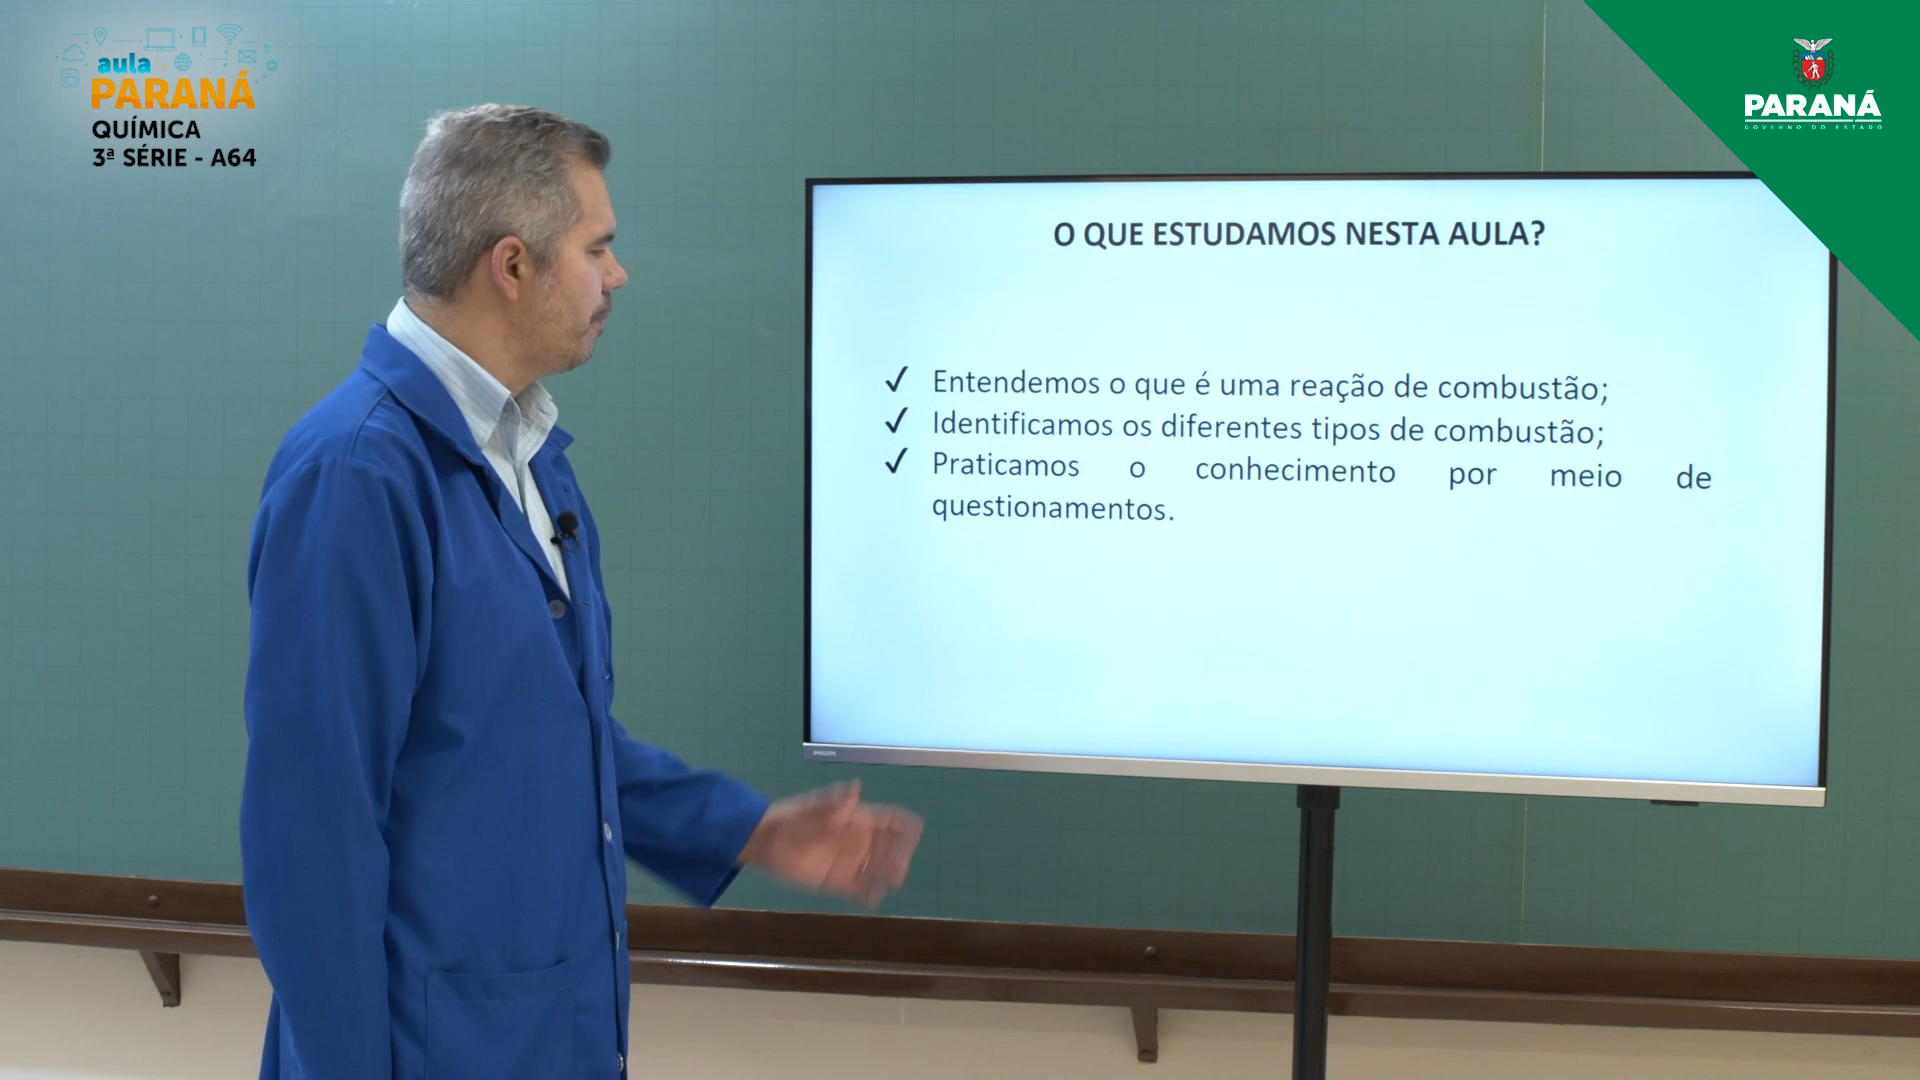 aula
PARANÁ
QUÍMICA
3ª SÉRIE - A64
PARANÁ
GOVERNO DO ESTADO
O QUE ESTUDAMOS NESTA AULA?
✓ Entendemos o que é uma reação de combustão;
✓ Identificamos os diferentes tipos de combustão;
✓ Praticamos o conhecimento por meio de
questionamentos.
PHILIPS